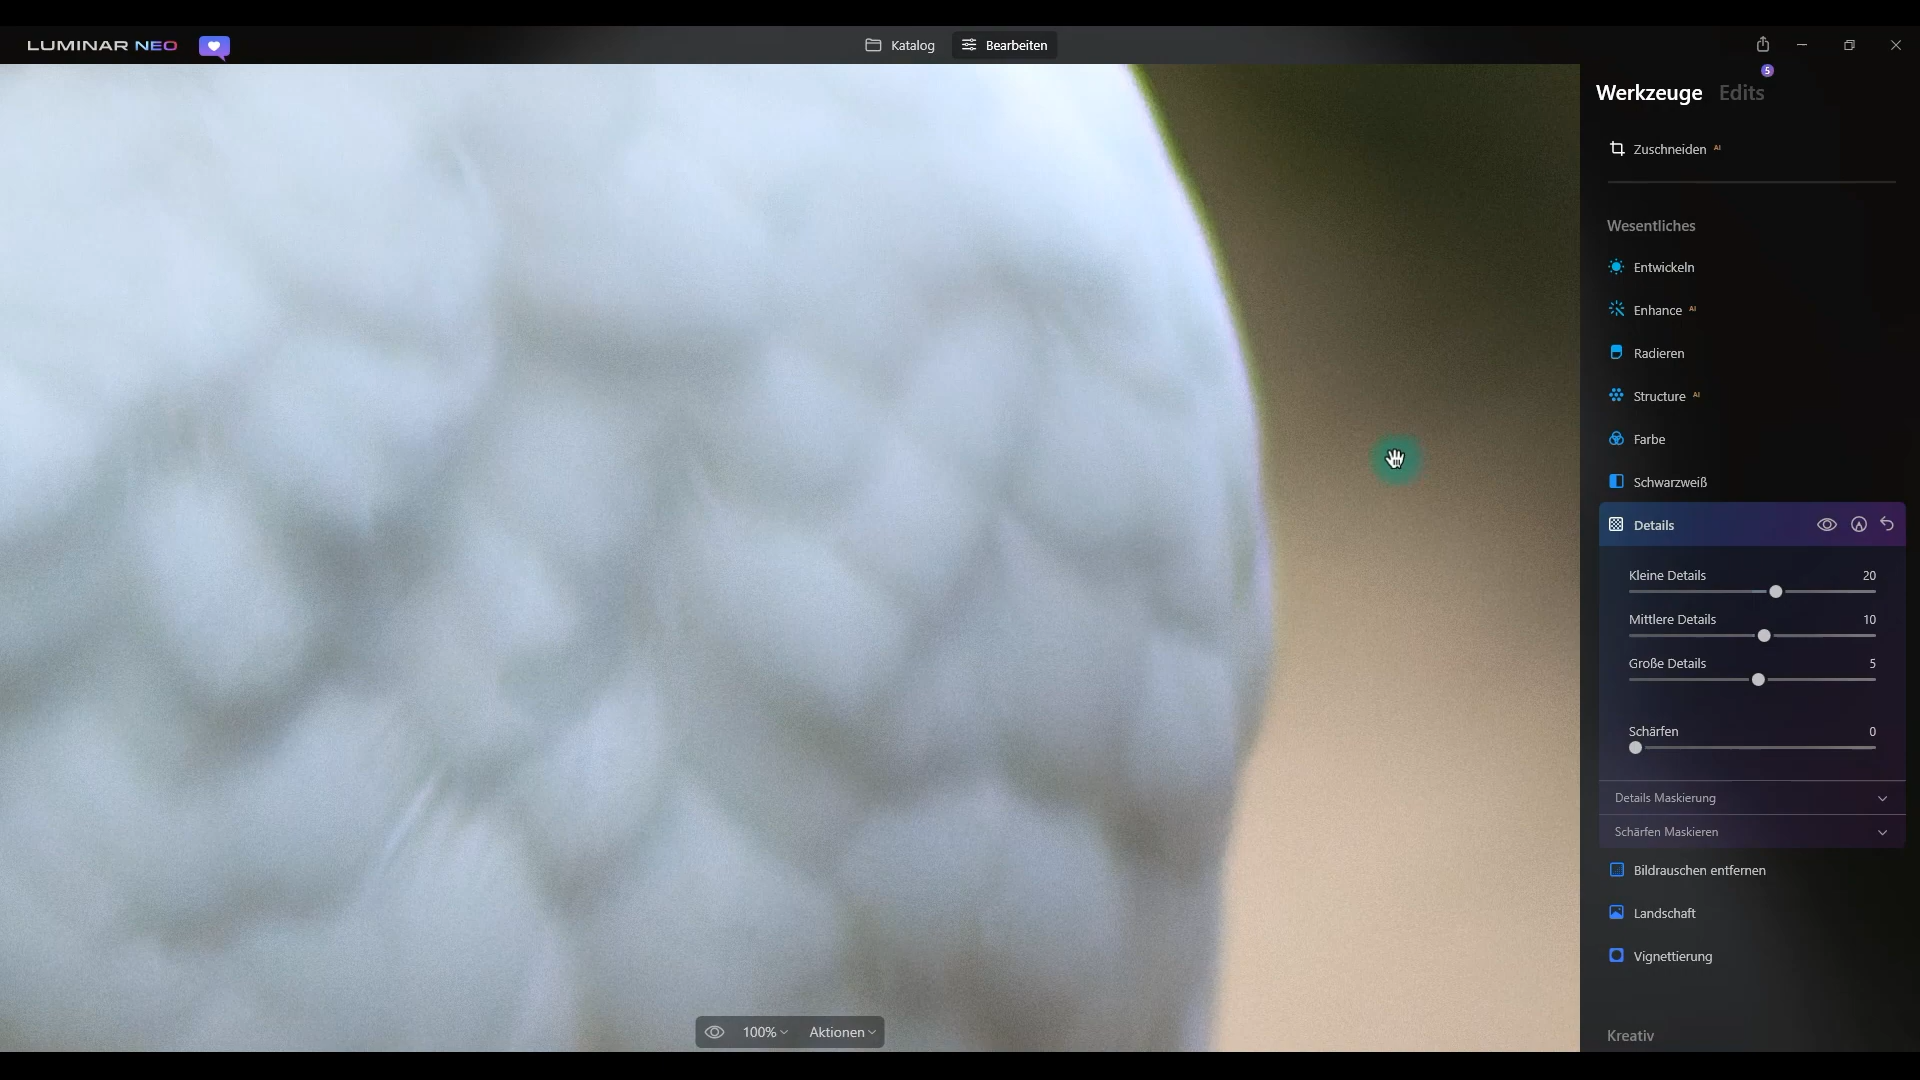 LUMINAR NEO
Katalog
Bearbeiten
5
Werkzeuge Edits
Zuschneiden AI
Wesentliches
Entwickeln
Enhance AI
Radieren
Structure AI
Farbe
Schwarzweiß
Details
Kleine Details 20
Mittlere Details 10
Große Details 5
Schärfen 0
Details Maskierung
Schärfen Maskieren
Bildrauschen entfernen
Landschaft
Vignettierung
100% Aktionen
Kreativ